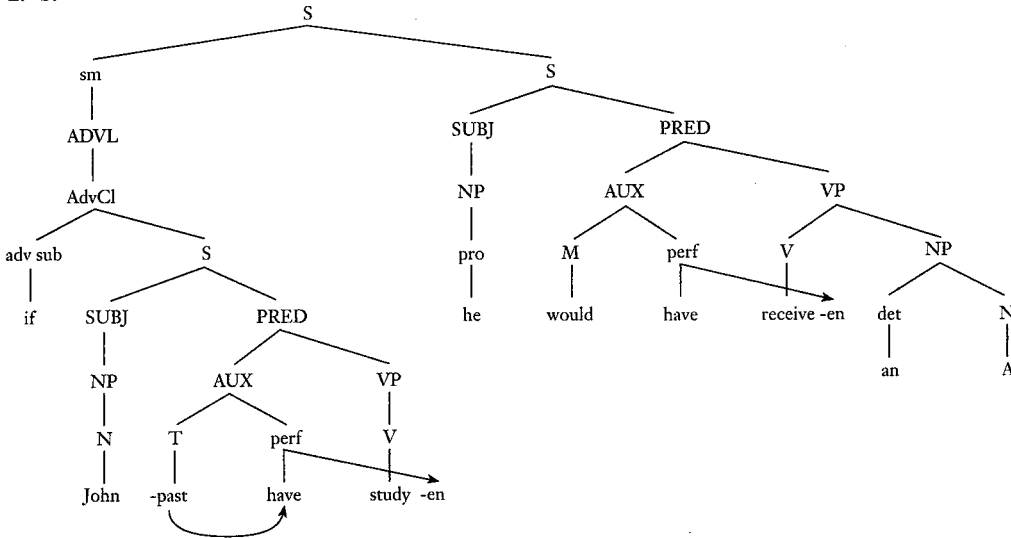 S
sm S
SUBJ PRED
ADVL
NP AUX VP
AdvCl
adv sub S pro M perf V NP
if SUBJ PRED he would have receive -en det N
an A
NP AUX VP
N T perf V
John -past have study -en